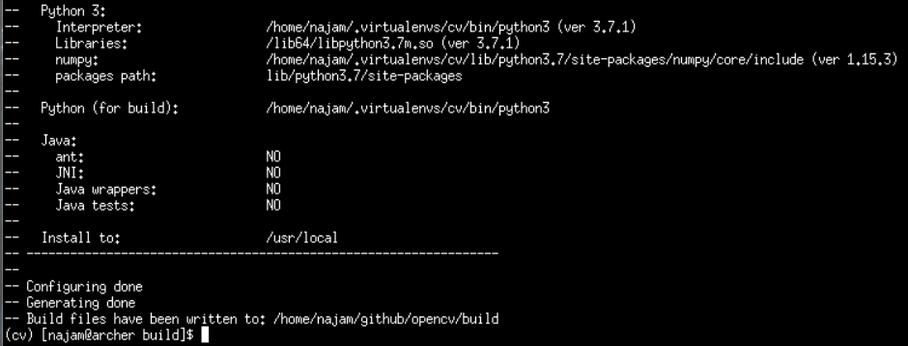 --   Python 3:
--     Interpreter:                 /home/najam/.virtualenvs/cv/bin/python3 (ver 3.7.1)
--     Libraries:                   /lib64/libpython3.7m.so (ver 3.7.1)
--     numpy:                       /home/najam/.virtualenvs/cv/lib/python3.7/site-packages/numpy/core/include (ver 1.15.3)
--     packages path:               lib/python3.7/site-packages
--
--   Python (for build):            /home/najam/.virtualenvs/cv/bin/python3
--
--   Java:
--     ant:                         NO
--     JNI:                         NO
--     Java wrappers:               NO
--     Java tests:                  NO
--
--   Install to:                    /usr/local
-- -----------------------------------------------------------------
--
-- Configuring done
-- Generating done
-- Build files have been written to: /home/najam/github/opencv/build
(cv) [najam@archer build]$